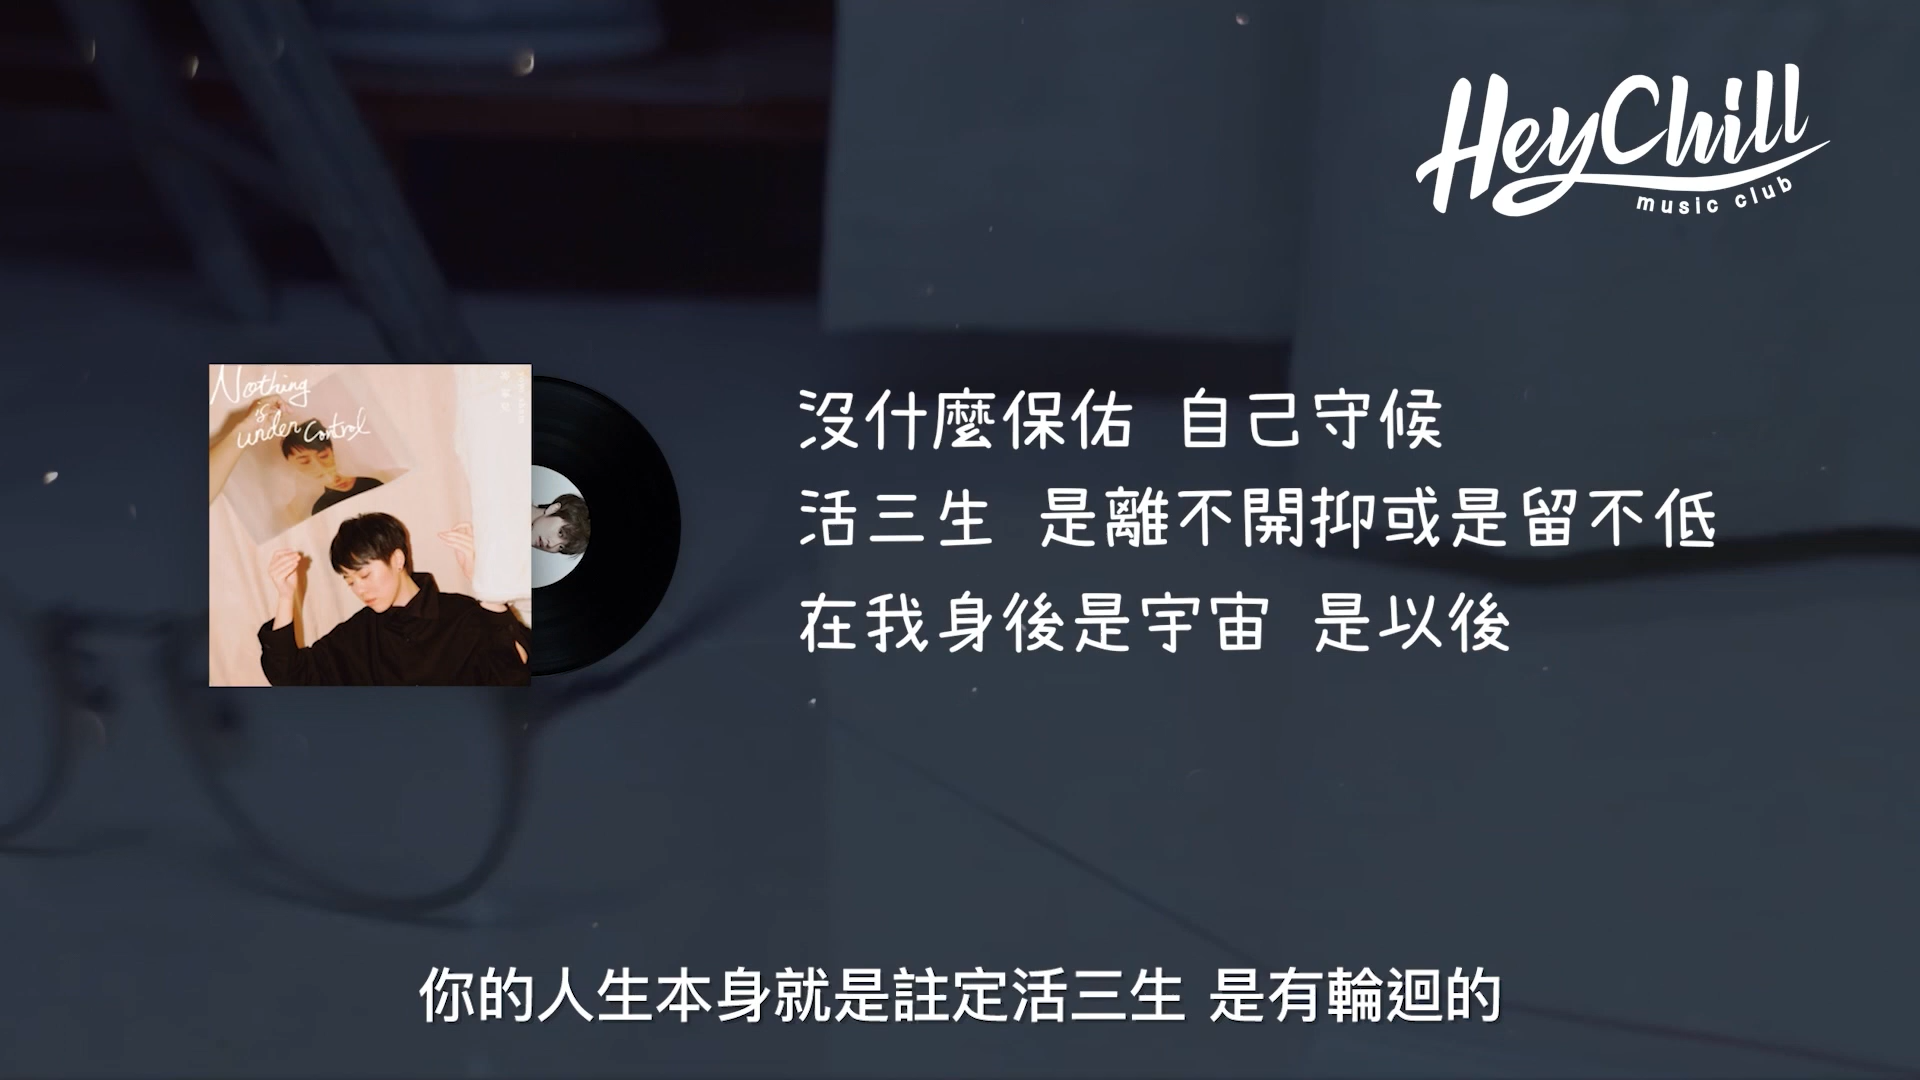 HeyChill
music club
Nothing
is
under Control
沒什麼保佑 自己守候
活三生 是離不開抑或是留不低
在我身後是宇宙 是以後
你的人生本身就是註定活三生 是有輪迴的